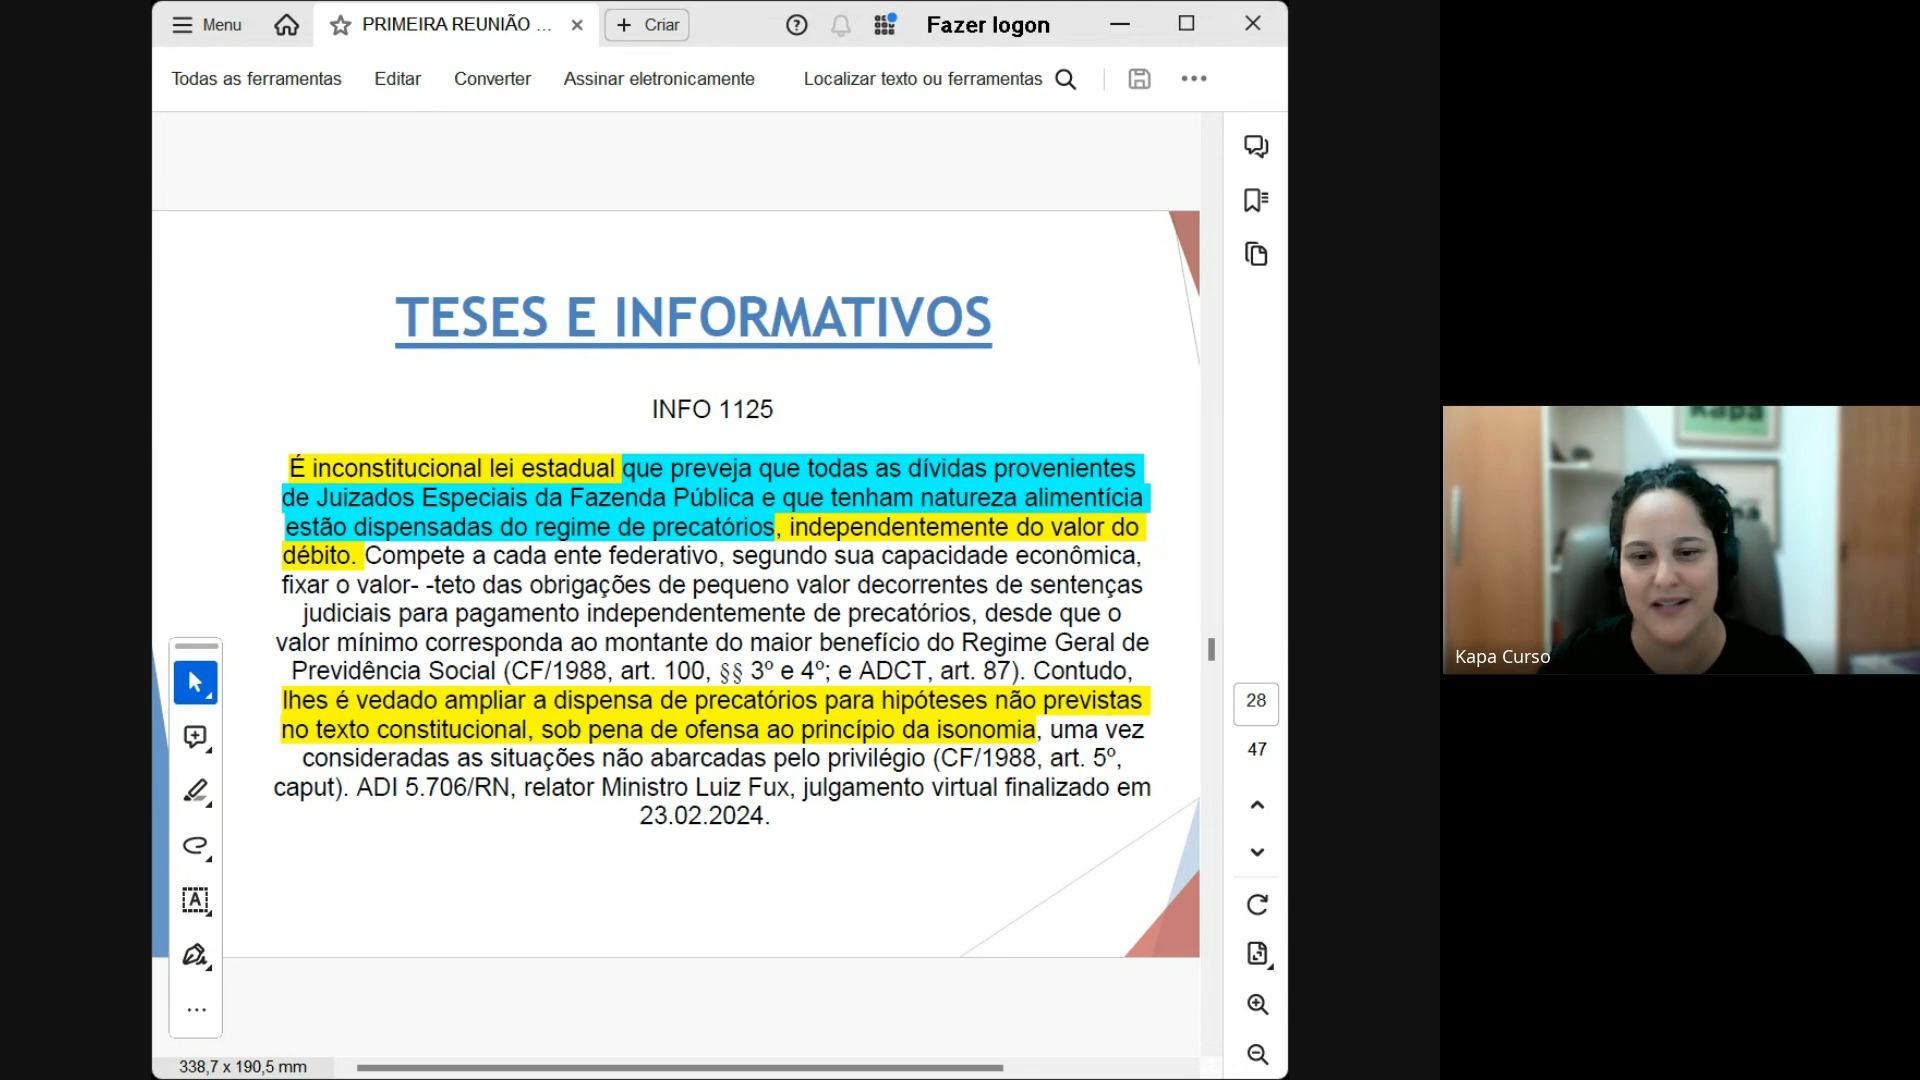 Menu
PRIMEIRA REUNIÃO ...
Criar
Fazer logon
Todas as ferramentas
Editar
Converter
Assinar eletronicamente
Localizar texto ou ferramentas
TESES E INFORMATIVOS
INFO 1125
É inconstitucional lei estadual que preveja que todas as dívidas provenientes
de Juizados Especiais da Fazenda Pública e que tenham natureza alimentícia
estão dispensadas do regime de precatórios, independentemente do valor do
débito. Compete a cada ente federativo, segundo sua capacidade econômica,
fixar o valor- -teto das obrigações de pequeno valor decorrentes de sentenças
judiciais para pagamento independentemente de precatórios, desde que o
valor mínimo corresponda ao montante do maior benefício do Regime Geral de
Previdência Social (CF/1988, art. 100, §§ 3º e 4º; e ADCT, art. 87). Contudo,
lhes é vedado ampliar a dispensa de precatórios para hipóteses não previstas
no texto constitucional, sob pena de ofensa ao princípio da isonomia, uma vez
consideradas as situações não abarcadas pelo privilégio (CF/1988, art. 5º,
caput). ADI 5.706/RN, relator Ministro Luiz Fux, julgamento virtual finalizado em
23.02.2024.
28
47
338,7 x 190,5 mm
Kapa
Kapa Curso